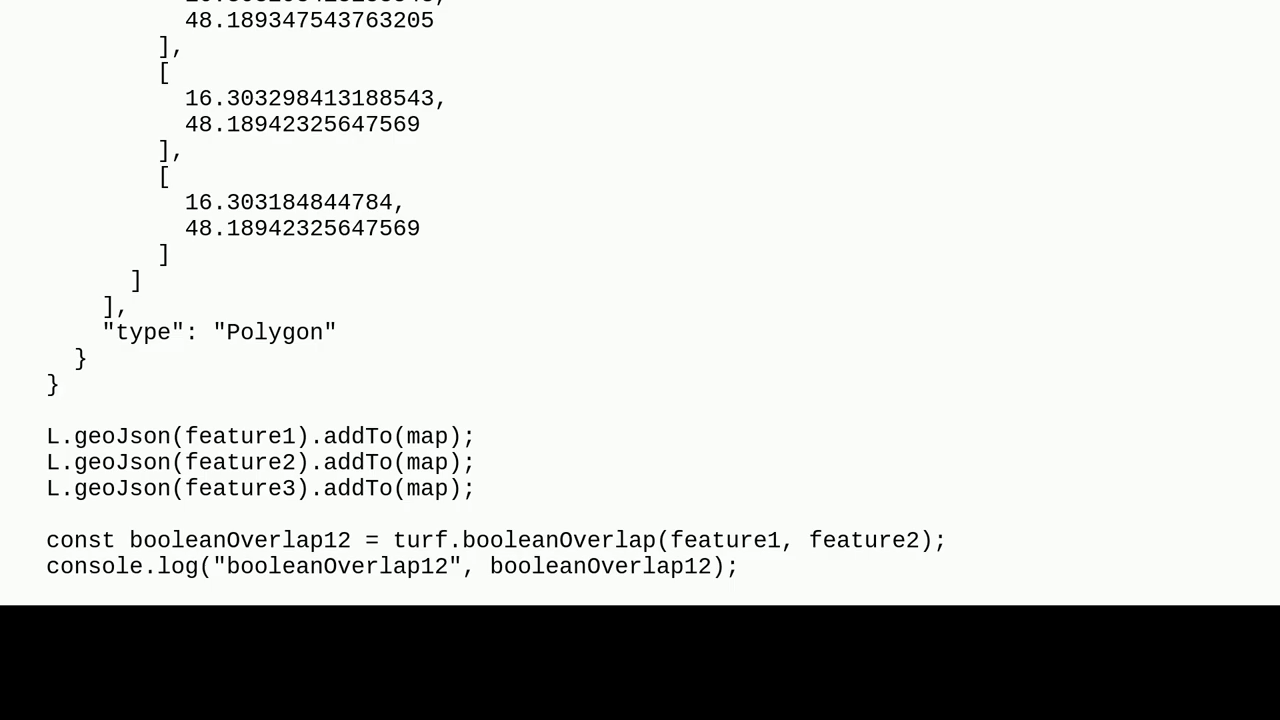 48.189347543763205
],
[
16.303298413188543,
48.18942325647569
],
[
16.303184844784,
48.18942325647569
]
]
],
"type": "Polygon"
}
}
L.geoJson(feature1).addTo(map);
L.geoJson(feature2).addTo(map);
L.geoJson(feature3).addTo(map);
const booleanOverlap12 = turf.booleanOverlap(feature1, feature2);
console.log("booleanOverlap12", booleanOverlap12);